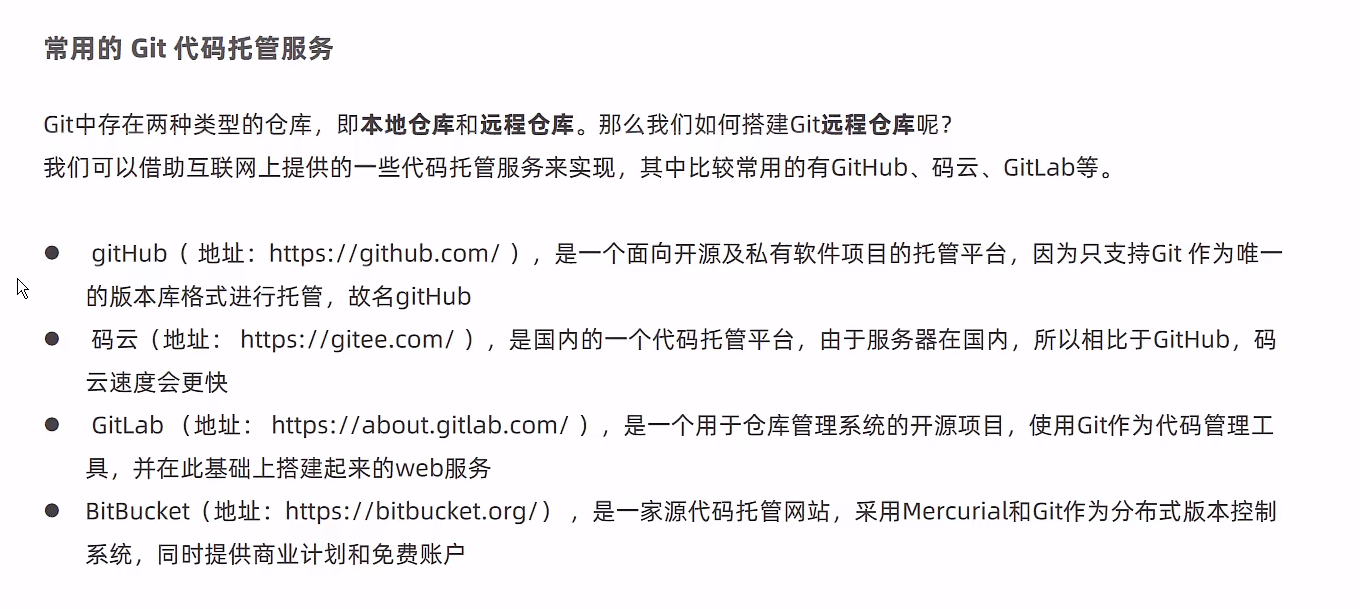 常用的 Git 代码托管服务
Git中存在两种类型的仓库，即本地仓库和远程仓库。那么我们如何搭建Git远程仓库呢？
我们可以借助互联网上提供的一些代码托管服务来实现，其中比较常用的有GitHub、码云、GitLab等。
● gitHub（ 地址：https://github.com/ ），是一个面向开源及私有软件项目的托管平台，因为只支持Git 作为唯一
的版本库格式进行托管，故名gitHub
● 码云（地址： https://gitee.com/ ），是国内的一个代码托管平台，由于服务器在国内，所以相比于GitHub，码
云速度会更快
● GitLab （地址： https://about.gitlab.com/ ），是一个用于仓库管理系统的开源项目，使用Git作为代码管理工
具，并在此基础上搭建起来的web服务
● BitBucket（地址：https://bitbucket.org/） ，是一家源代码托管网站，采用Mercurial和Git作为分布式版本控制
系统，同时提供商业计划和免费账户